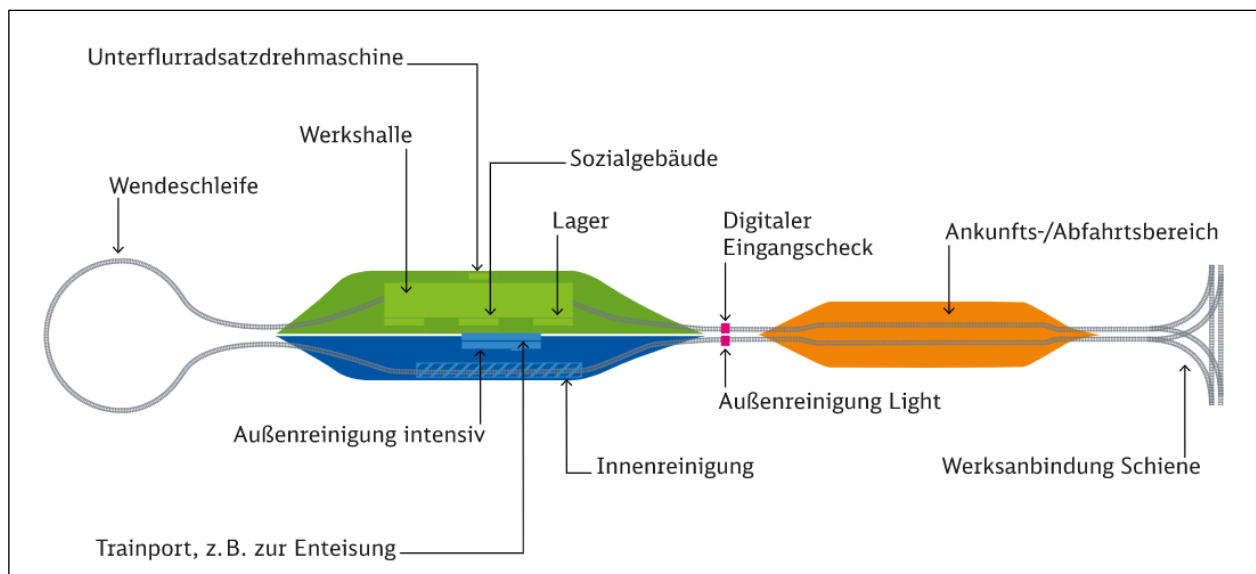 Unterflurradsatzdrehmaschine
Werkshalle
Sozialgebäude
Wendeschleife
Lager
Digitaler
Eingangscheck
Ankunfts-/Abfahrtsbereich
Außenreinigung Light
Außenreinigung intensiv
Innenreinigung
Werksanbindung Schiene
Trainport, z. B. zur Enteisung